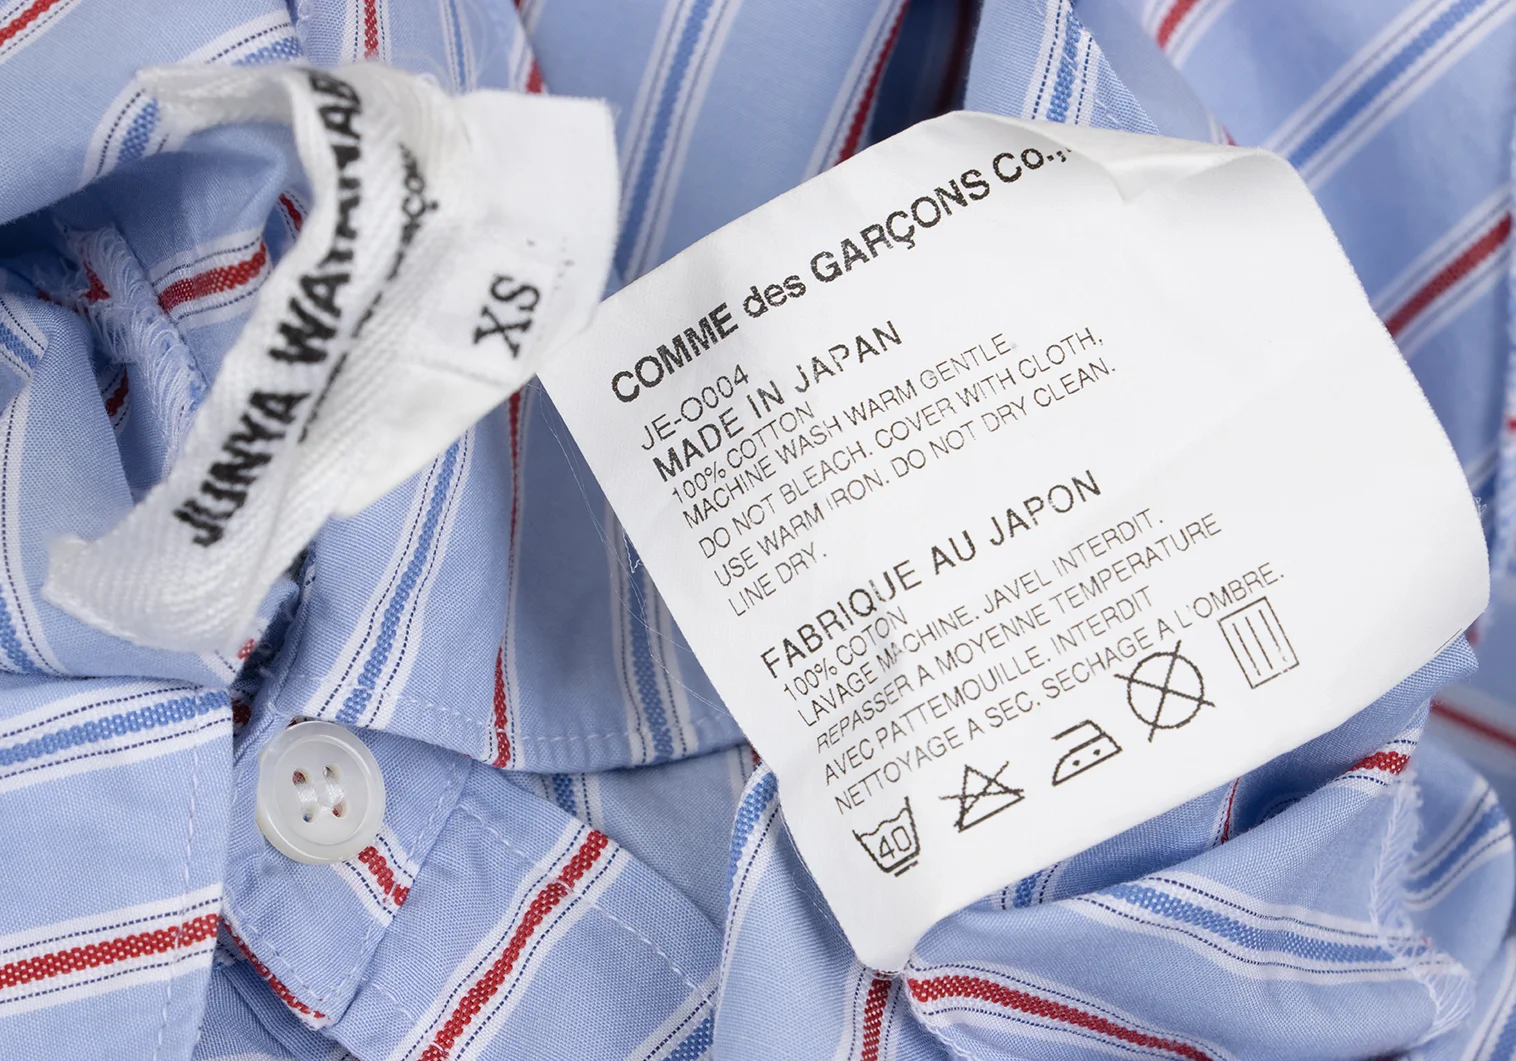 JUNYA WATANAB
XS
COMME des GARÇONS Co.,
JE-O004
MADE IN JAPAN
100% COTTON
MACHINE WASH WARM GENTLE.
DO NOT BLEACH. COVER WITH CLOTH,
USE WARM IRON. DO NOT DRY CLEAN.
LINE DRY.
FABRIQUE AU JAPON
100% COTON
LAVAGE MACHINE. JAVEL INTERDIT.
REPASSER A MOYENNE TEMPERATURE
AVEC PATTEMOUILLE. INTERDIT
NETTOYAGE A SEC. SECHAGE A L'OMBRE.
40